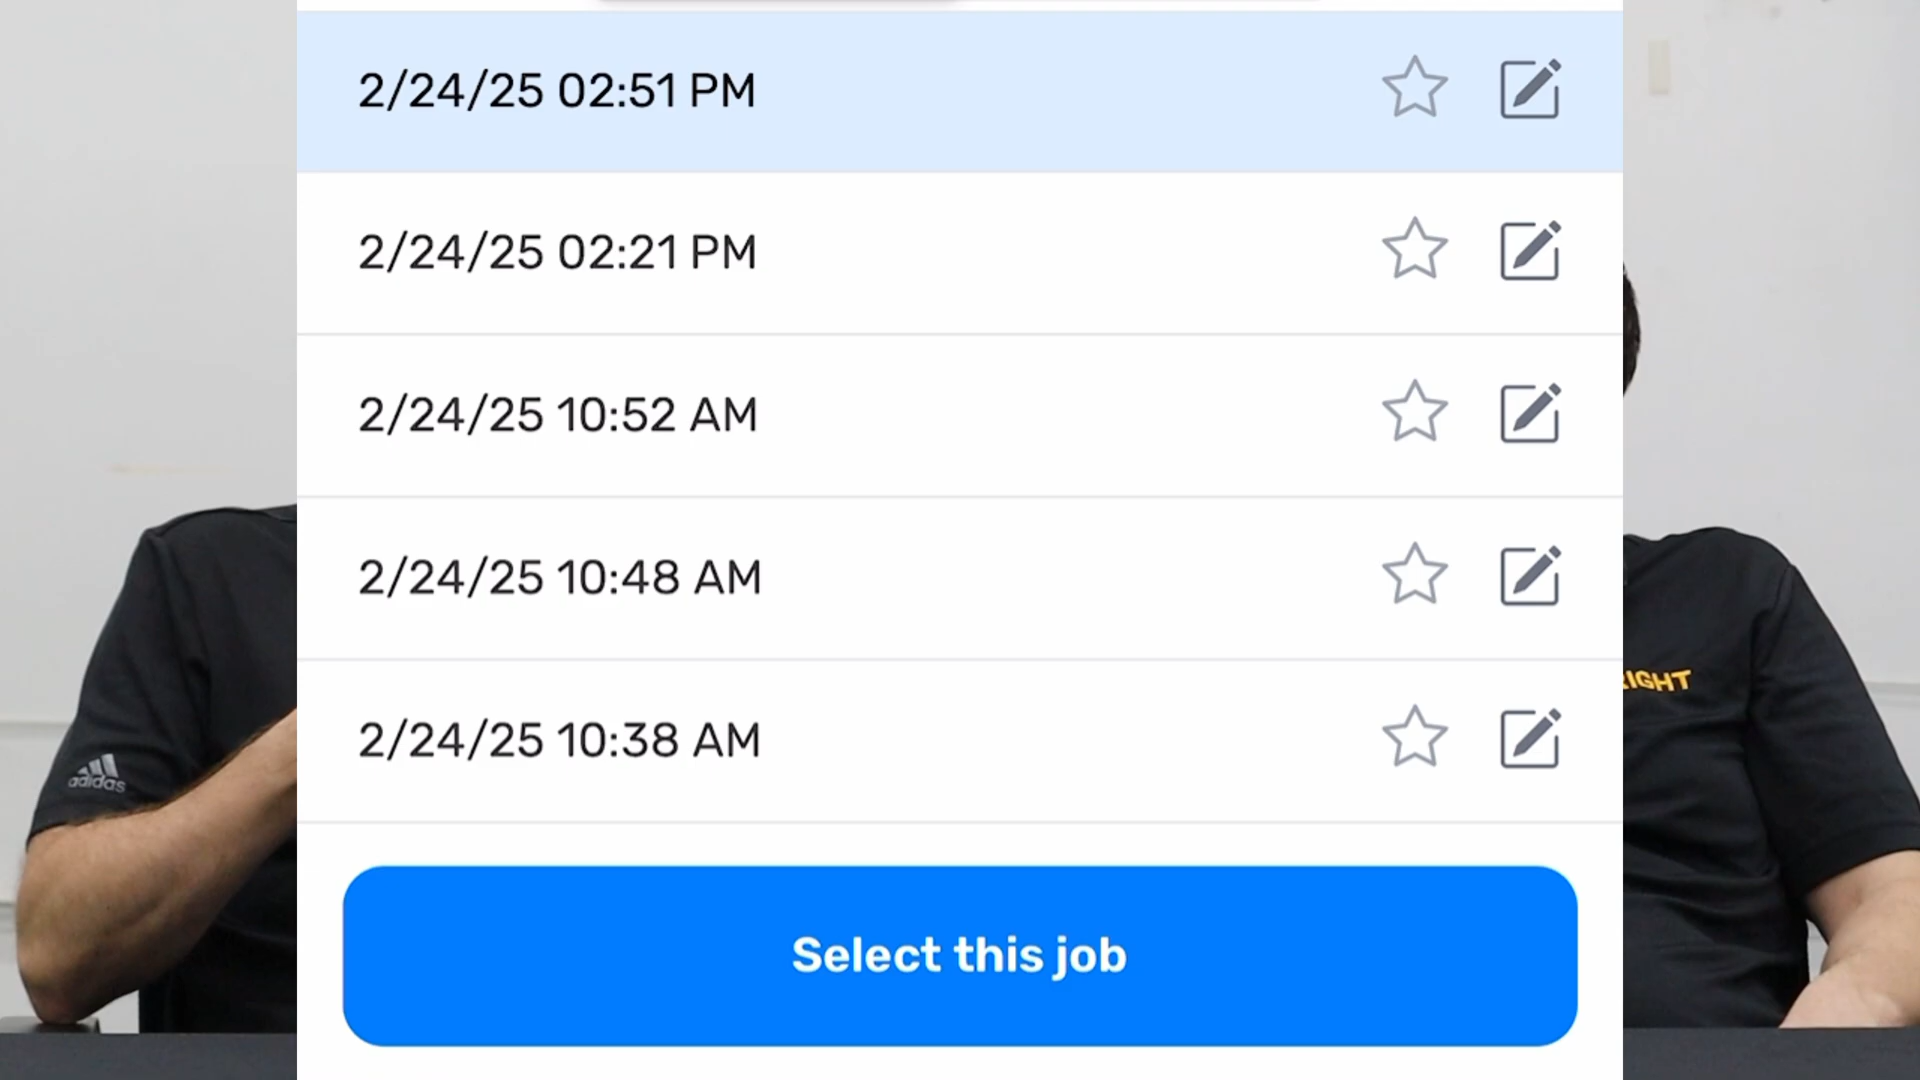 2/24/25 02:51 PM
2/24/25 02:21 PM
2/24/25 10:52 AM
2/24/25 10:48 AM
2/24/25 10:38 AM
adidas
Select this job